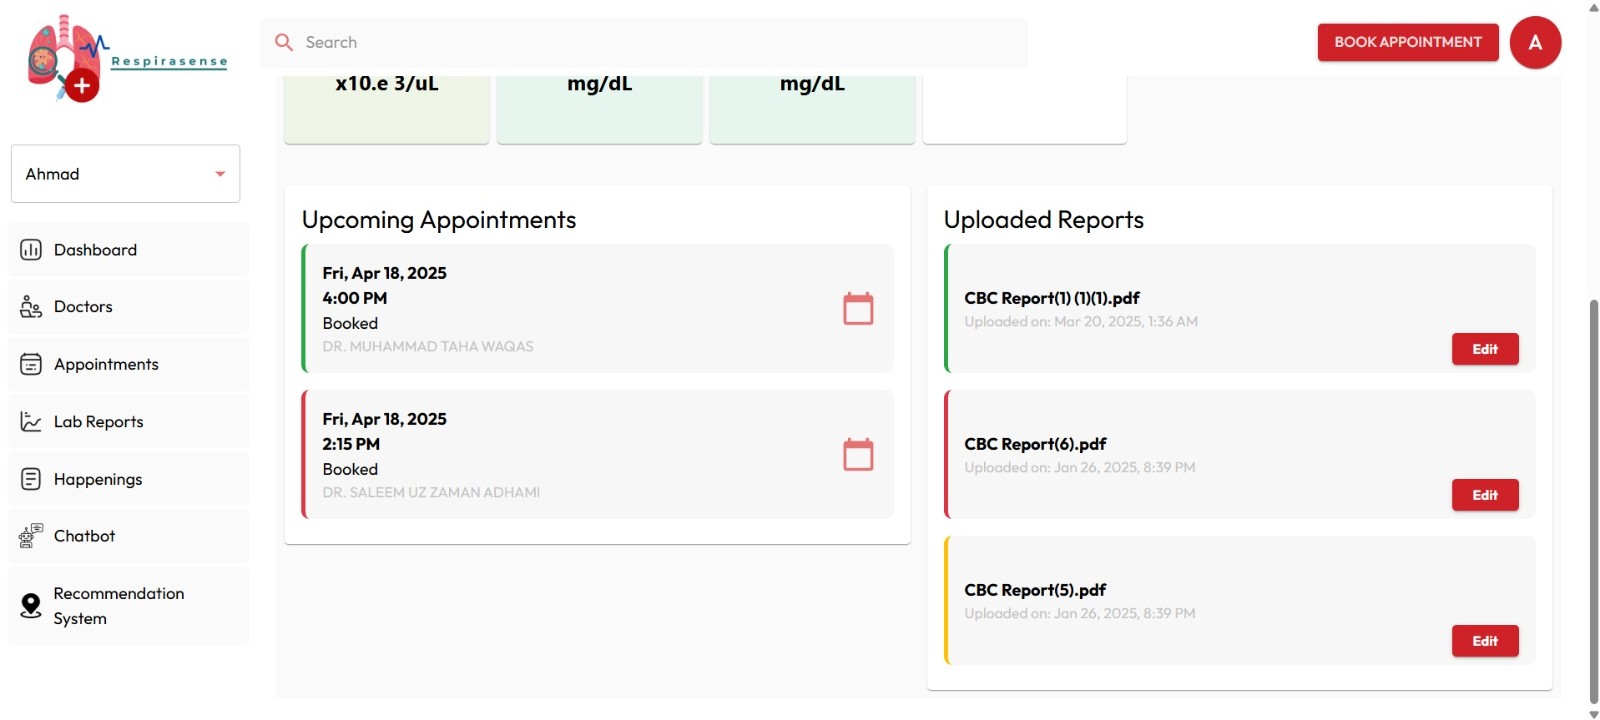 Respirasense
Search
BOOK APPOINTMENT
A
Ahmad
Dashboard
Doctors
Appointments
Lab Reports
Happenings
Chatbot
Recommendation
System
x10.e 3/uL
mg/dL
mg/dL
Upcoming Appointments
Fri, Apr 18, 2025
4:00 PM
Booked
DR. MUHAMMAD TAHA WAQAS
Fri, Apr 18, 2025
2:15 PM
Booked
DR. SALEEM UZ ZAMAN ADHAMI
Uploaded Reports
CBC Report(1) (1)(1).pdf
Uploaded on: Mar 20, 2025, 1:36 AM
Edit
CBC Report(6).pdf
Uploaded on: Jan 26, 2025, 8:39 PM
Edit
CBC Report(5).pdf
Uploaded on: Jan 26, 2025, 8:39 PM
Edit